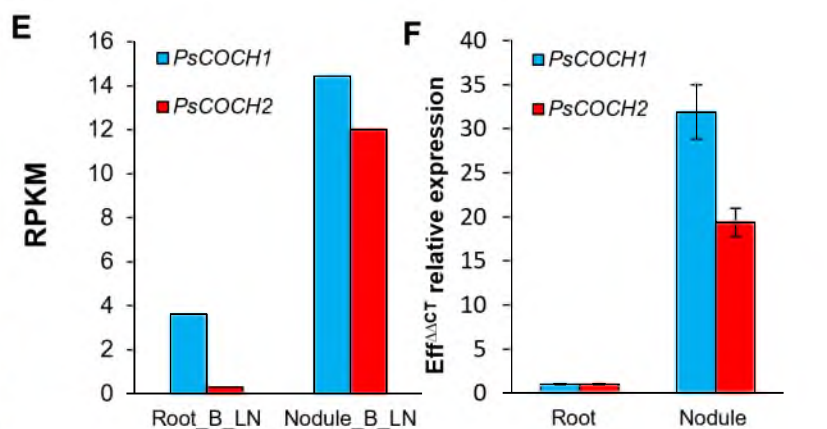 E
RPKM
16
14
12
10
8
6
4
2
0
PsCOCH1
PsCOCH2
Root_B_LN
Nodule_B_LN
F
Eff^ΔΔCT relative expression
40
35
30
25
20
15
10
5
0
PsCOCH1
PsCOCH2
Root
Nodule